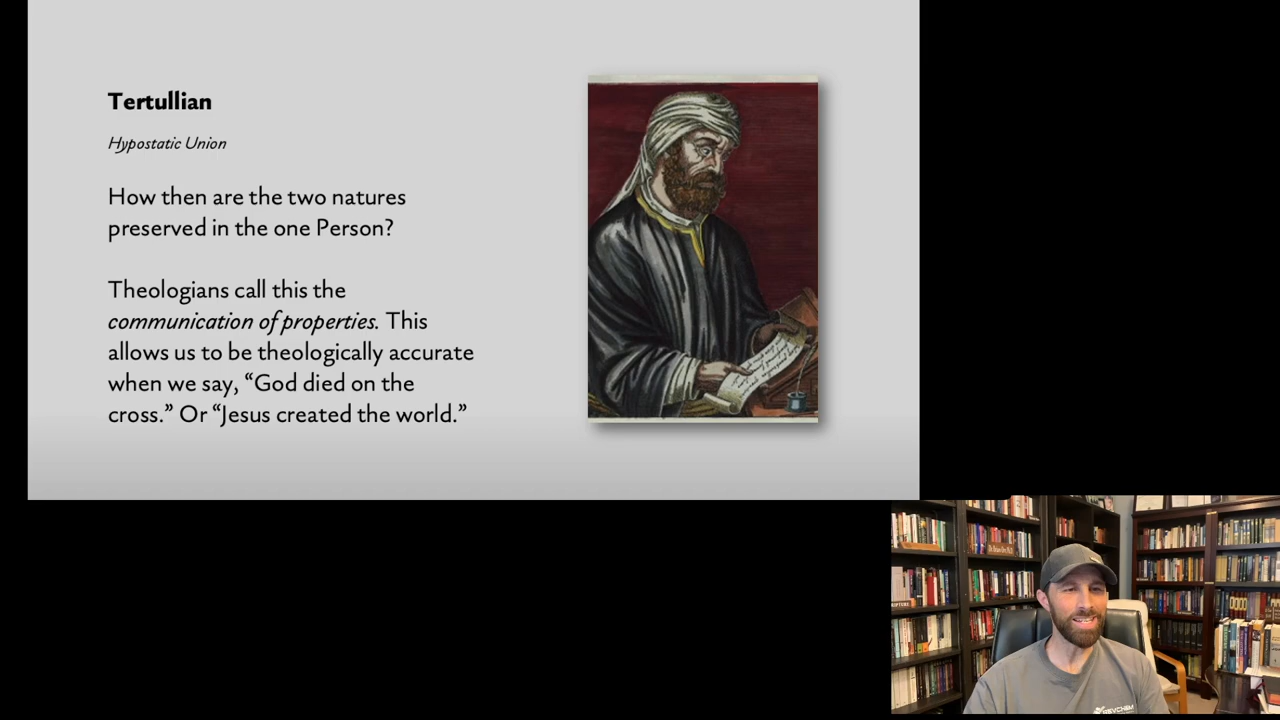 Tertullian
Hypostatic Union
How then are the two natures
preserved in the one Person?
Theologians call this the
communication of properties. This
allows us to be theologically accurate
when we say, “God died on the
cross.” Or “Jesus created the world.”